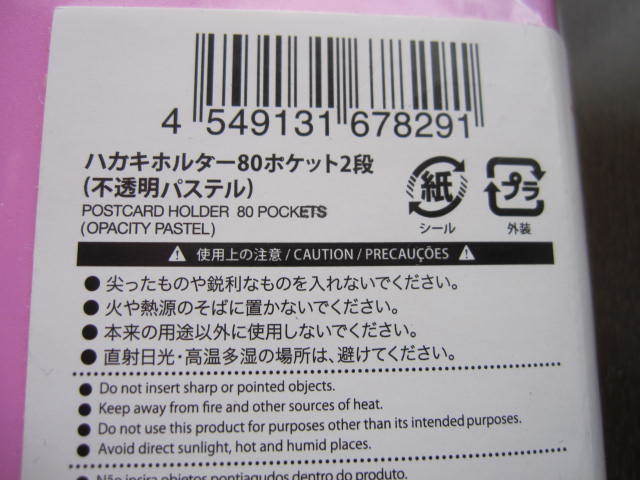 4 549131 678291
ハカキホルター80ホケット2段
(不透明パステル)
POSTCARD HOLDER 80 POCKETS
(OPACITY PASTEL)
紙
シール
プラ
外装
使用上の注意 / CAUTION / PRECAUÇÕES
● 尖ったものや鋭利なものを入れないでください。
● 火や熱源のそばに置かないでください。
● 本来の用途以外に使用しないでください。
● 直射日光・高温多湿の場所は、避けてください。
● Do not insert sharp or pointed objects.
● Keep away from fire and other sources of heat.
● Do not use this product for purposes other than its intended purposes.
● Avoid direct sunlight, hot and humid places.
● Não insira objetos pontiagudos dentro do produto.